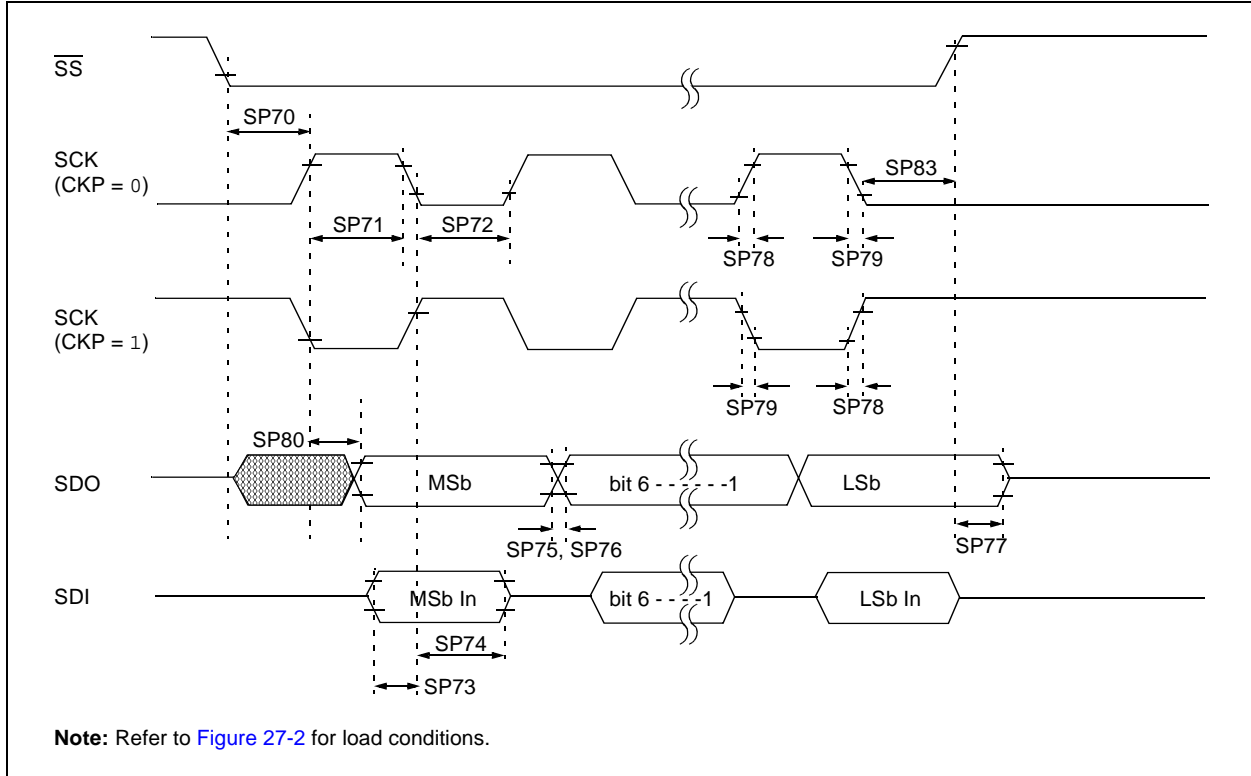 SS
SP70
SCK
(CKP = 0)
SP83
SP71
SP72
SP78
SP79
SCK
(CKP = 1)
SP79
SP78
SP80
SDO
MSb
bit 6 - - - - - -1
LSb
SP75, SP76
SP77
SDI
MSb In
bit 6 - - - -1
LSb In
SP74
SP73
Note: Refer to Figure 27-2 for load conditions.